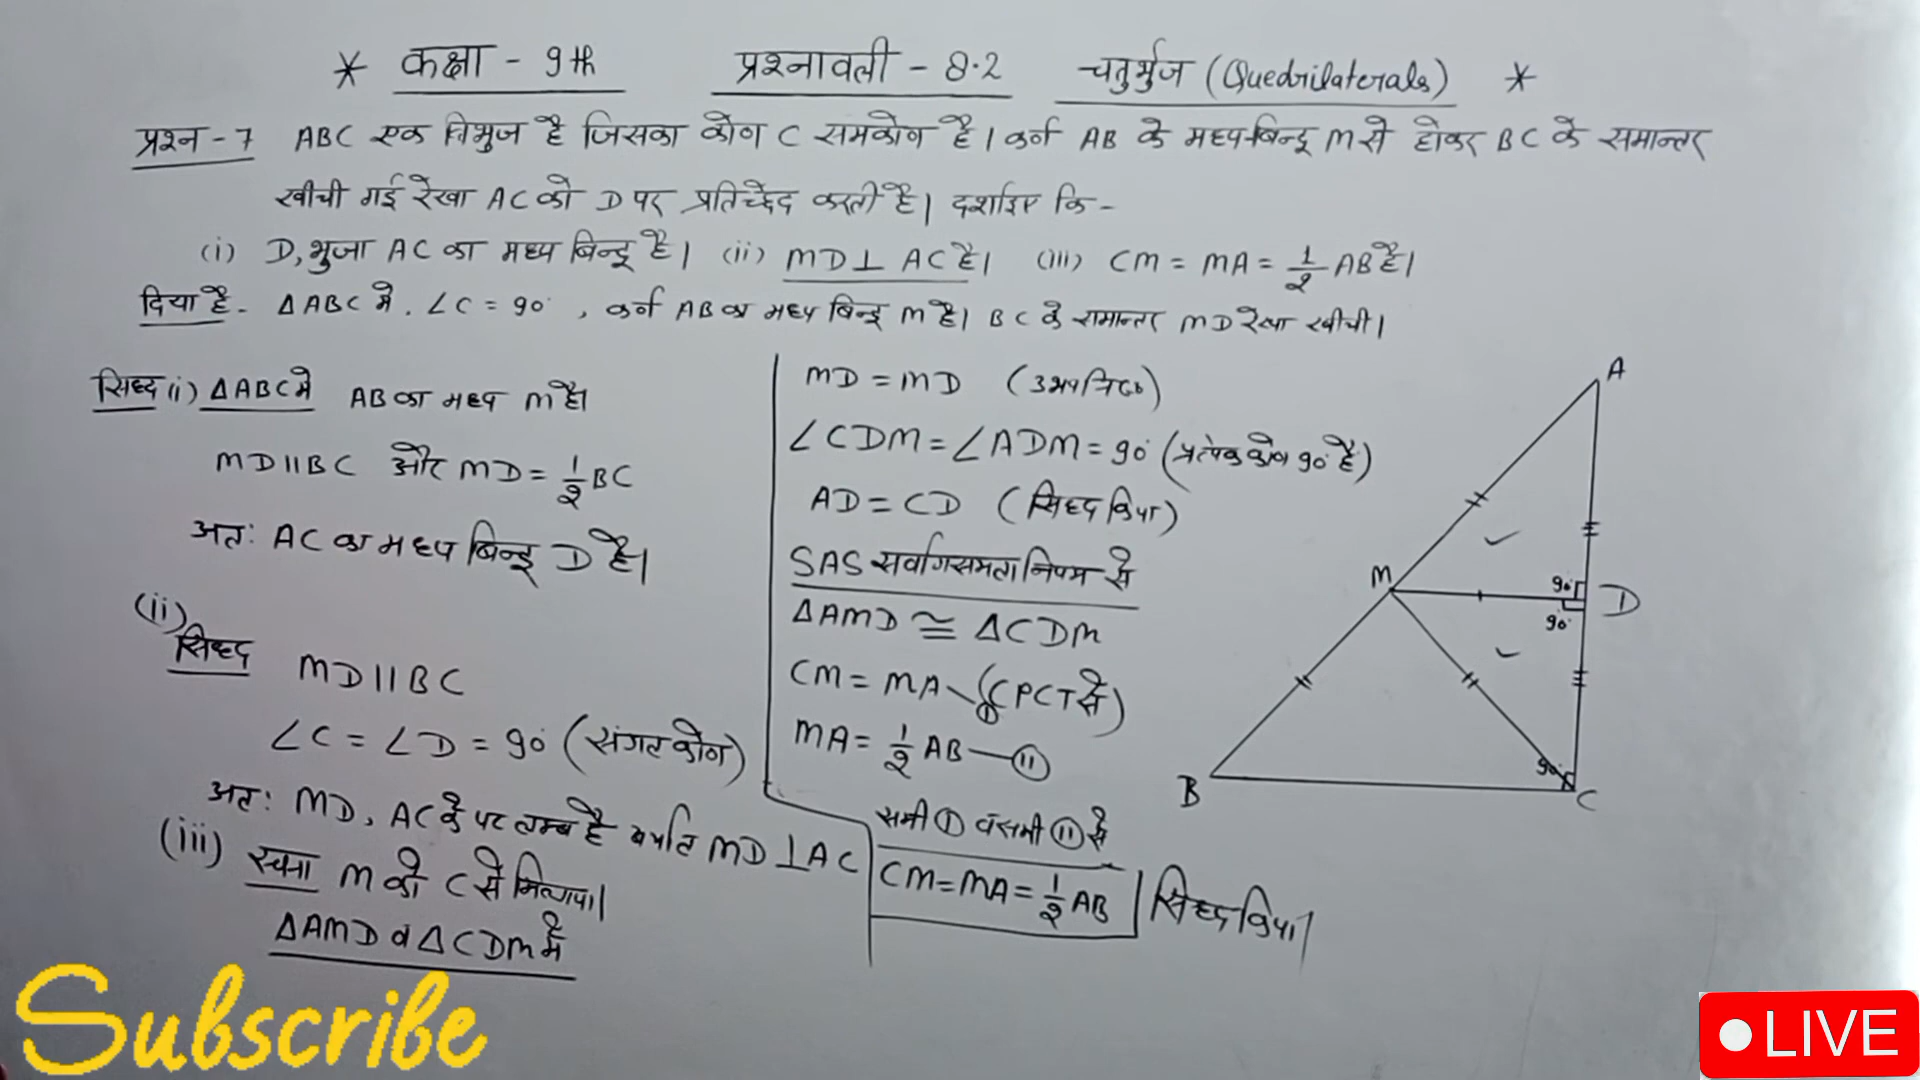 * कक्षा - 9th प्रश्नावली - 8.2 चतुर्भुज (Quedrilaterals) *
प्रश्न - 7 ABC एक त्रिभुज है जिसका कोण C समकोण है। कर्ण AB के मध्य-बिन्दू M से होकर BC के समान्तर
खीची गई रेखा AC को D पर प्रतिच्छेद करती है। दर्शाइए कि -
(i) D, भुजा AC का मध्य बिन्दू है। (ii) MD ⊥ AC है। (iii) CM = MA = 1/2 AB है।
दिया है - ΔABC मे. ∠C = 90°, कर्ण AB का मध्य बिन्दू M है। BC के समान्तर MD रेखा खीची।
सिध्द (i) ΔABC मे AB का मध्य M है।
MD || BC और MD = 1/2 BC
अतः AC का मध्य बिन्दू D है।
(ii)
सिध्द MD || BC
∠C = ∠D = 90° (संगत कोण)
अतः MD, AC के पर लम्ब है MD ⊥ AC
(iii) रचना M को C से मिलाया।
ΔAMD व ΔCDM मे
MD = MD (उभयनिष्ठ)
∠CDM = ∠ADM = 90° (प्रत्येक कोण 90° है)
AD = CD (सिध्द किया)
SAS सर्वागसमता नियम से
ΔAMD ≅ ΔCDM
CM = MA - (CPCT से)
MA = 1/2 AB - (II)
समी (I) व समी (II) से
CM = MA = 1/2 AB सिध्द किया।
A
M
90°
D
90°
90°
B
C
Subscribe
LIVE